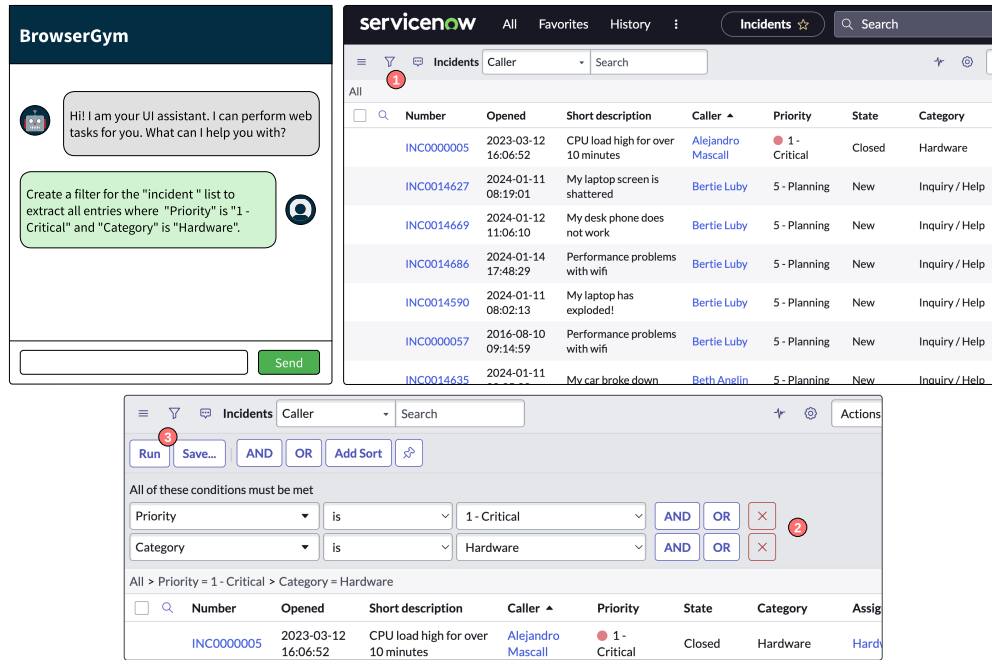 BrowserGym
Hi! I am your UI assistant. I can perform web
tasks for you. What can I help you with?
Create a filter for the "incident " list to
extract all entries where "Priority" is "1 -
Critical" and "Category" is "Hardware".
Send
servicenow All Favorites History Incidents Search
Incidents Caller Search
1
All
Number Opened Short description Caller Priority State Category
INC0000005 2023-03-12 16:06:52 CPU load high for over 10 minutes Alejandro Mascall 1 - Critical Closed Hardware
INC0014627 2024-01-11 08:19:01 My laptop screen is shattered Bertie Luby 5 - Planning New Inquiry / Help
INC0014669 2024-01-12 11:06:10 My desk phone does not work Bertie Luby 5 - Planning New Inquiry / Help
INC0014686 2024-01-14 17:48:29 Performance problems with wifi Bertie Luby 5 - Planning New Inquiry / Help
INC0014590 2024-01-11 08:02:13 My laptop has exploded! Bertie Luby 5 - Planning New Inquiry / Help
INC0000057 2016-08-10 09:14:59 Performance problems with wifi Bertie Luby 5 - Planning New Inquiry / Help
INC0014635 2024-01-11 My car broke down Beth Anglin 5 - Planning New Inquiry / Help
Incidents Caller Search Actions
3
Run Save... AND OR Add Sort
All of these conditions must be met
Priority is 1 - Critical AND OR
2
Category is Hardware AND OR
All > Priority = 1 - Critical > Category = Hardware
Number Opened Short description Caller Priority State Category Assig
INC0000005 2023-03-12 16:06:52 CPU load high for over 10 minutes Alejandro Mascall 1 - Critical Closed Hardware Hardw